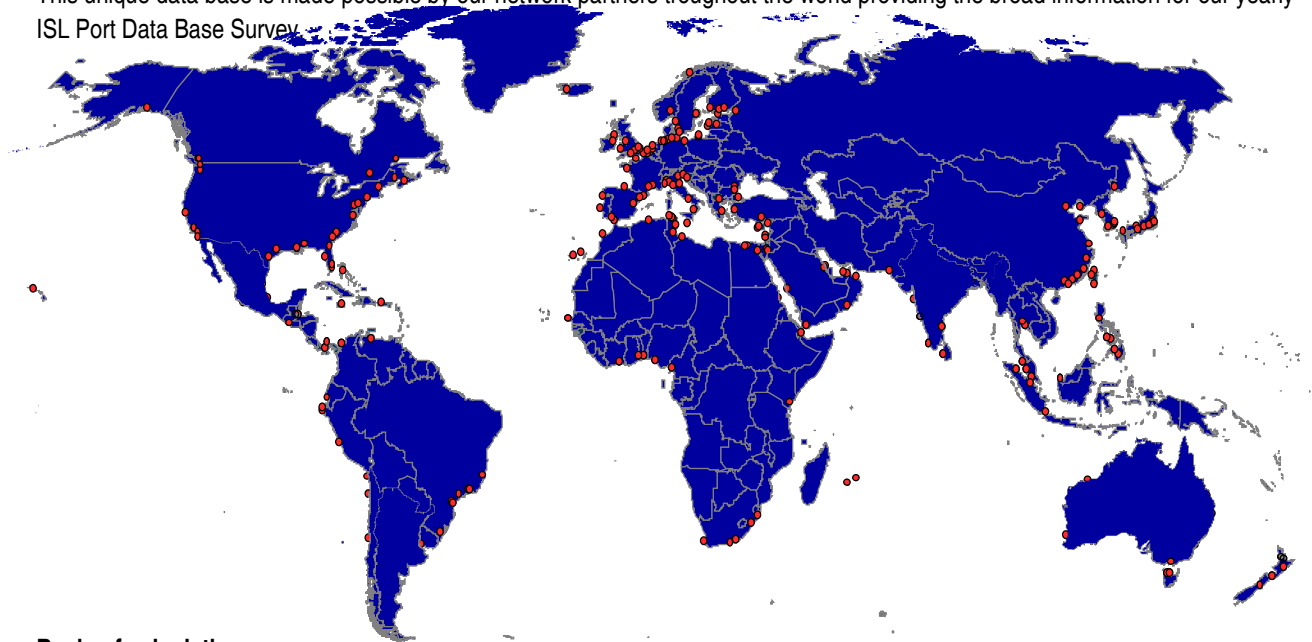 This unique data base is made possible by our network partners troughout the world providing the broad information for our yearly
ISL Port Data Base Survey